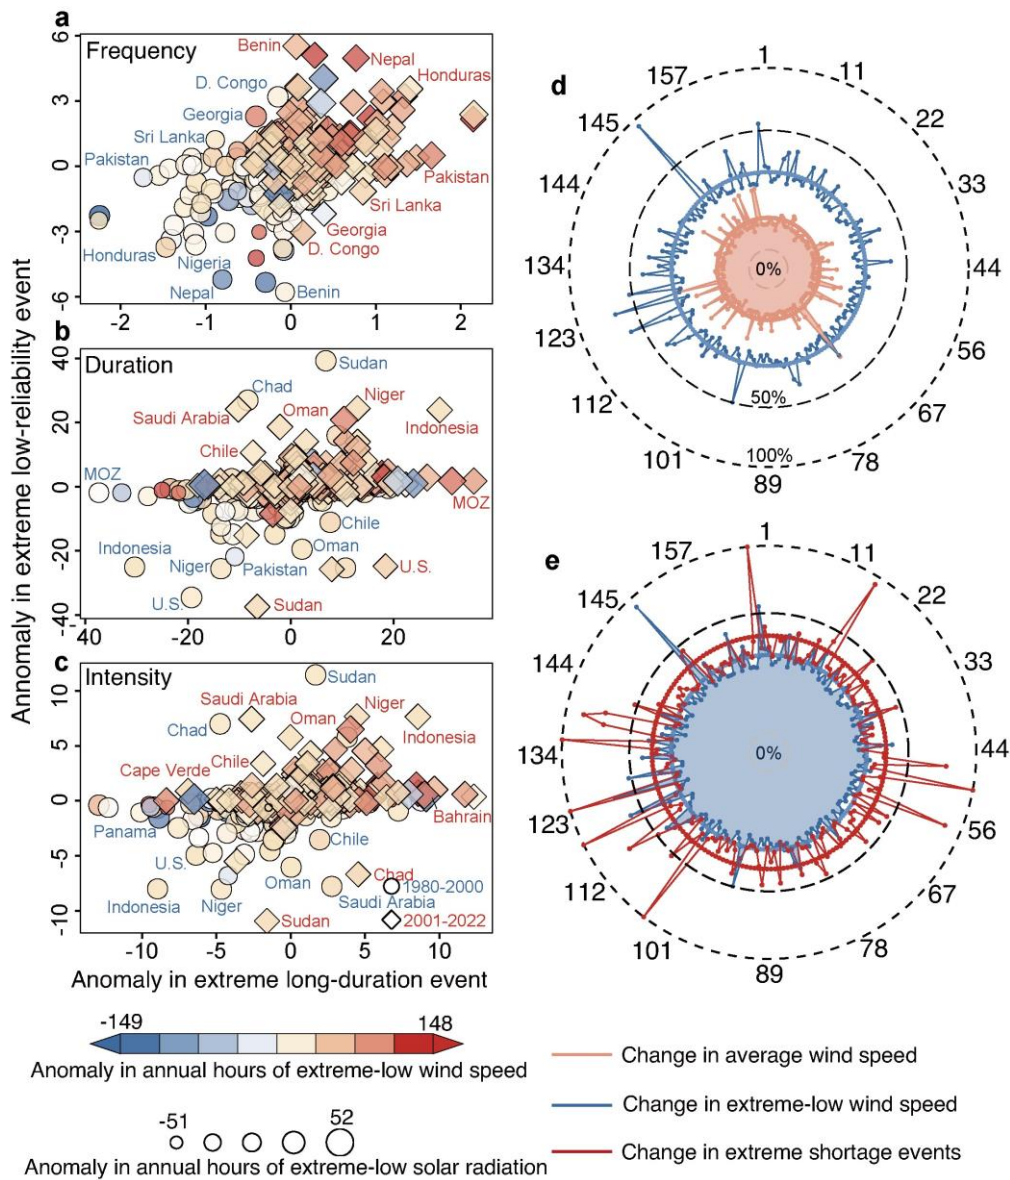 a
Frequency
6
3
0
-3
-6
-2
-1
0
1
2
Benin
Nepal
Honduras
D. Congo
Georgia
Sri Lanka
Pakistan
Pakistan
Sri Lanka
Georgia
D. Congo
Honduras
Nigeria
Nepal
Benin
b
Duration
40
20
0
-20
-40
-40
-20
0
20
Sudan
Chad
Saudi Arabia
Oman
Niger
Indonesia
Chile
MOZ
MOZ
Chile
Indonesia
Oman
Niger
Pakistan
U.S.
U.S.
Sudan
c
Intensity
10
5
0
-5
-10
-10
-5
0
5
10
Sudan
Saudi Arabia
Niger
Chad
Oman
Indonesia
Cape Verde
Chile
Panama
Bahrain
Chile
U.S.
Oman
Chad
1980-2000
Indonesia
Niger
Saudi Arabia
Sudan
2001-2022
Anomaly in extreme low-reliability event
Anomaly in extreme long-duration event
-149
148
Anomaly in annual hours of extreme-low wind speed
-51
52
Anomaly in annual hours of extreme-low solar radiation
d
1
11
22
33
44
56
67
78
89
101
112
123
134
144
145
157
0%
50%
100%
e
1
11
22
33
44
56
67
78
89
101
112
123
134
144
145
157
0%
Change in average wind speed
Change in extreme-low wind speed
Change in extreme shortage events